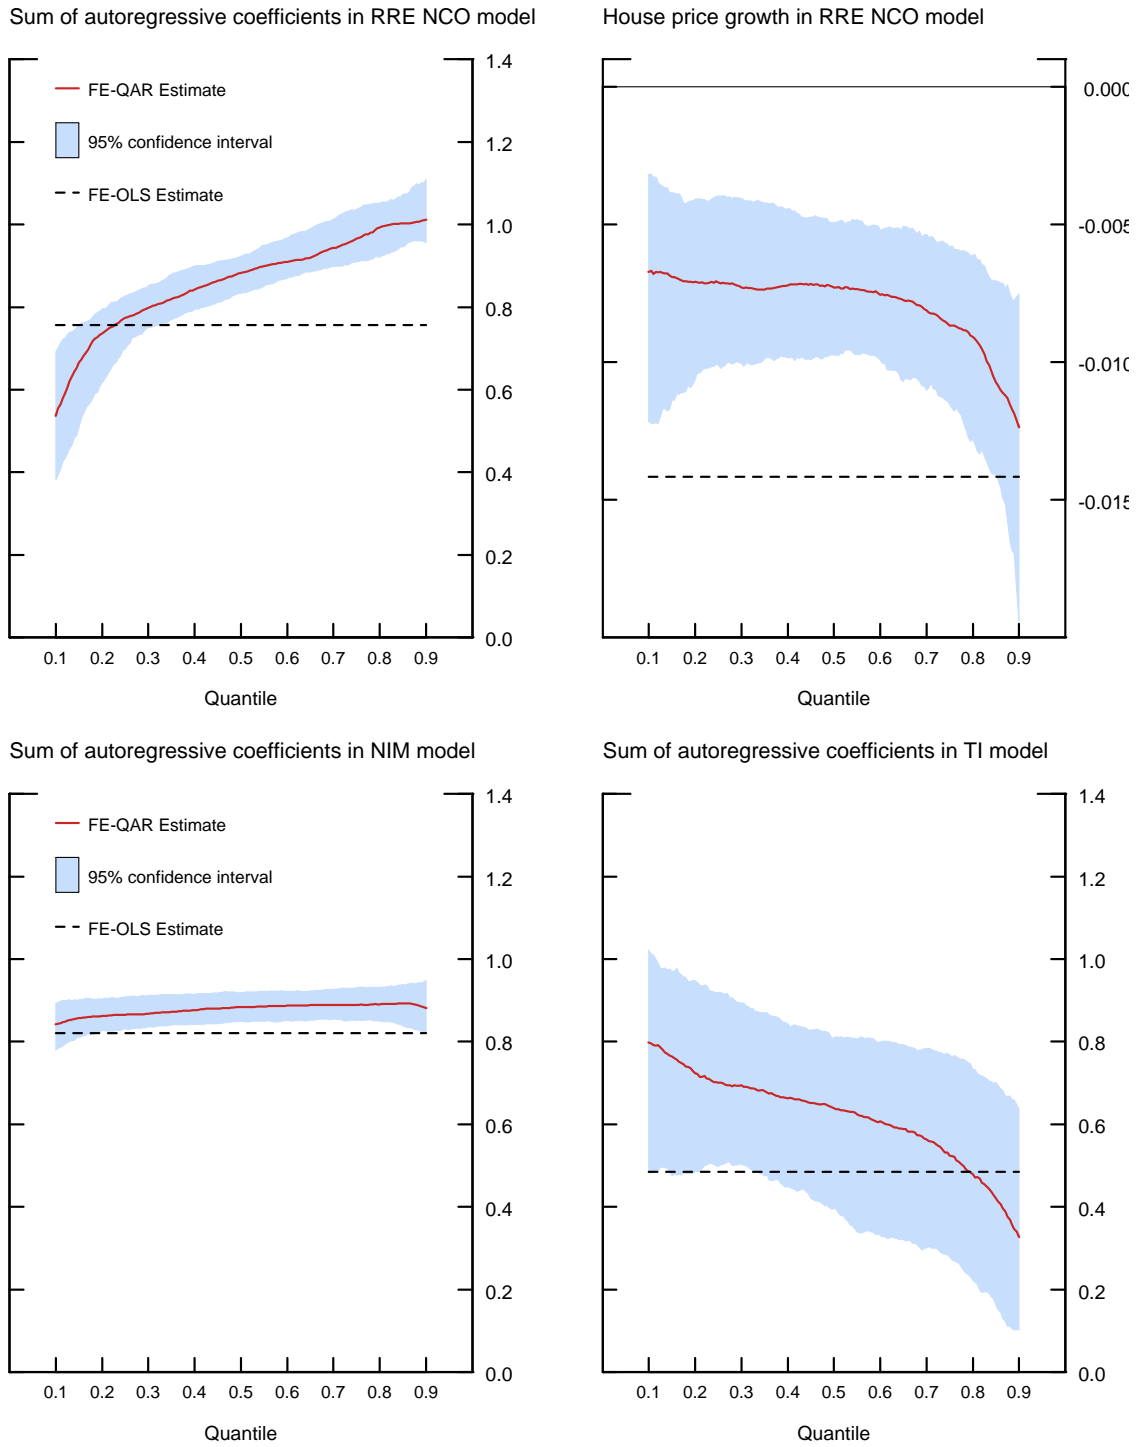 Sum of autoregressive coefficients in RRE NCO model
FE-QAR Estimate
95% confidence interval
FE-OLS Estimate
1.4
1.2
1.0
0.8
0.6
0.4
0.2
0.0
0.1 0.2 0.3 0.4 0.5 0.6 0.7 0.8 0.9
Quantile
House price growth in RRE NCO model
0.000
-0.005
-0.010
-0.015
0.1 0.2 0.3 0.4 0.5 0.6 0.7 0.8 0.9
Quantile
Sum of autoregressive coefficients in NIM model
FE-QAR Estimate
95% confidence interval
FE-OLS Estimate
1.4
1.2
1.0
0.8
0.6
0.4
0.2
0.0
0.1 0.2 0.3 0.4 0.5 0.6 0.7 0.8 0.9
Quantile
Sum of autoregressive coefficients in TI model
1.4
1.2
1.0
0.8
0.6
0.4
0.2
0.0
0.1 0.2 0.3 0.4 0.5 0.6 0.7 0.8 0.9
Quantile